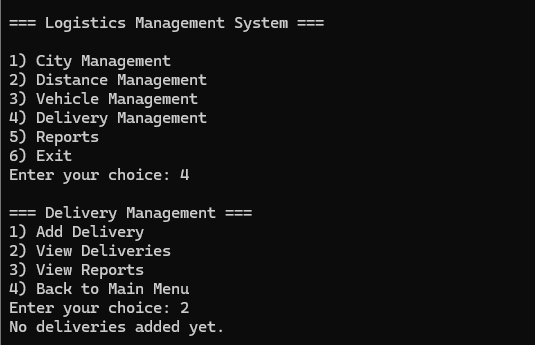 === Logistics Management System ===
1) City Management
2) Distance Management
3) Vehicle Management
4) Delivery Management
5) Reports
6) Exit
Enter your choice: 4
=== Delivery Management ===
1) Add Delivery
2) View Deliveries
3) View Reports
4) Back to Main Menu
Enter your choice: 2
No deliveries added yet.